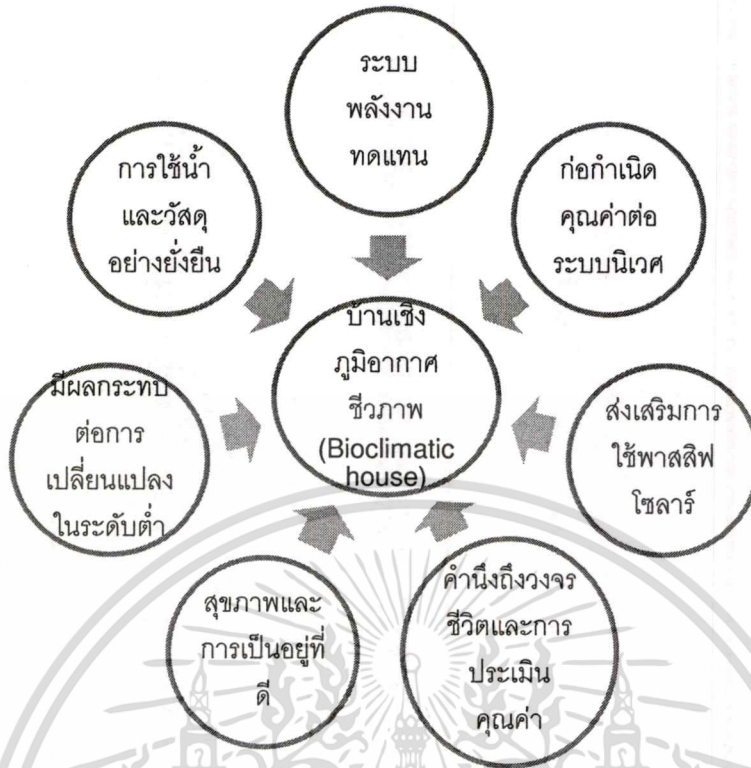 ระบบ
พลังงาน
ทดแทน
ก่อกำเนิด
คุณค่าต่อ
ระบบนิเวศ
ส่งเสริมการ
ใช้พาสสิฟ
โซลาร์
คำนึงถึงวงจร
ชีวิตและการ
ประเมิน
คุณค่า
สุขภาพและ
การเป็นอยู่ที่
ดี
มีผลกระทบ
ต่อการ
เปลี่ยนแปลง
ในระดับต่ำ
การใช้น้ำ
และวัสดุ
อย่างยั่งยืน
บ้านเชิง
ภูมิอากาศ
ชีวภาพ
(Bioclimatic
house)